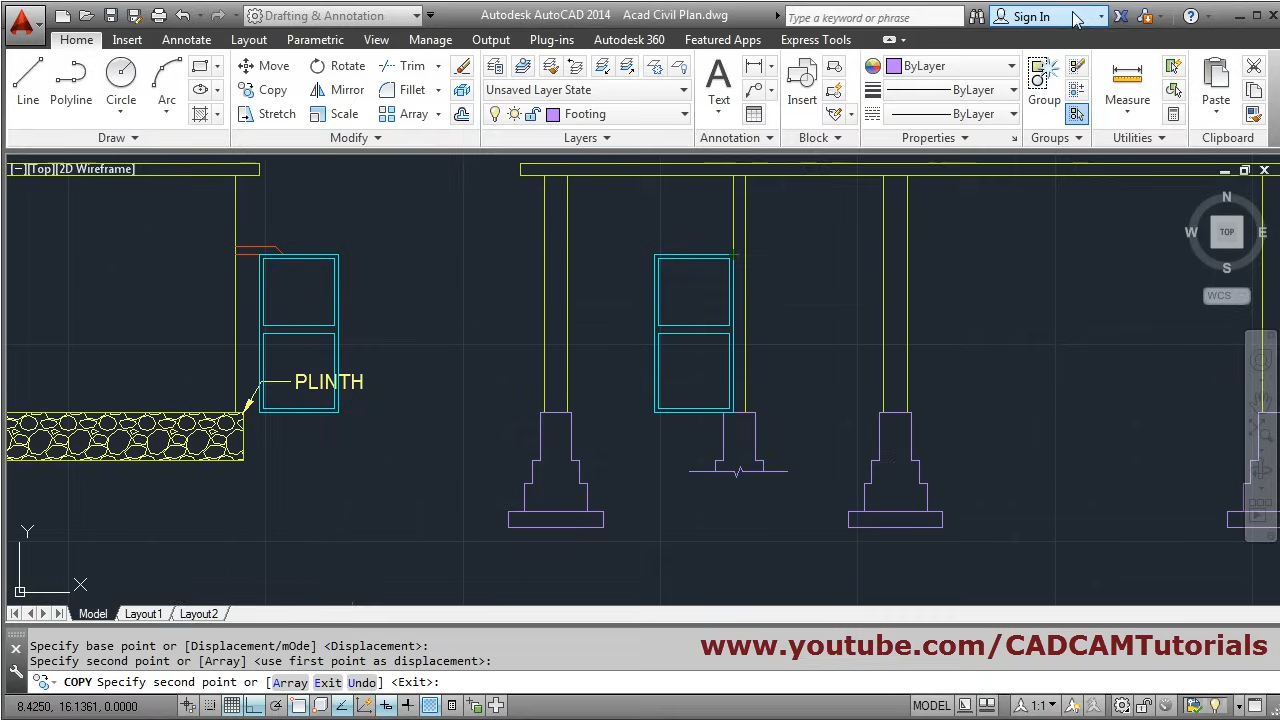 Drafting & Annotation
Autodesk AutoCAD 2014 Acad Civil Plan.dwg
Type a keyword or phrase
Sign In
Home Insert Annotate Layout Parametric View Manage Output Plug-ins Autodesk 360 Featured Apps Express Tools
Line Polyline Circle Arc
Move Rotate Trim
Copy Mirror Fillet
Stretch Scale Array
Unsaved Layer State
Footing
Text
Insert
ByLayer
ByLayer
ByLayer
Group
Measure
Paste
Draw Modify Layers Annotation Block Properties Groups Utilities Clipboard
[−][Top][2D Wireframe]
N
W TOP E
S
WCS
PLINTH
Y
X
Model Layout1 Layout2
Specify base point or [Displacement/mOde] <Displacement>:
Specify second point or [Array] <use first point as displacement>:
COPY Specify second point or [Array Exit Undo] <Exit>:
www.youtube.com/CADCAMTutorials
8.4250, 16.1361, 0.0000
MODEL
1:1